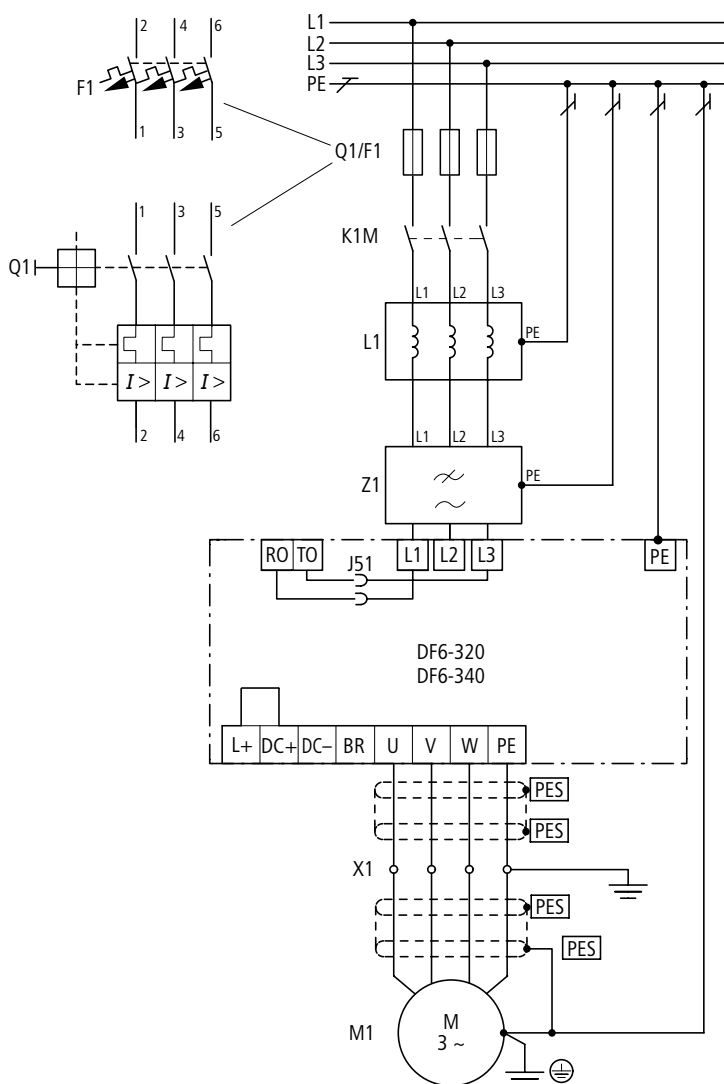 2 4 6
L1
L2
L3
PE
F1
1 3 5
Q1/F1
1 3 5
K1M
Q1
L1 L2 L3
L1
PE
I> I> I>
2 4 6
L1 L2 L3
PE
Z1
RO TO
J51
L1 L2 L3
PE
DF6-320
DF6-340
L+ DC+ DC– BR U V W PE
PES
PES
X1
PES
PES
M1
M
3 ~